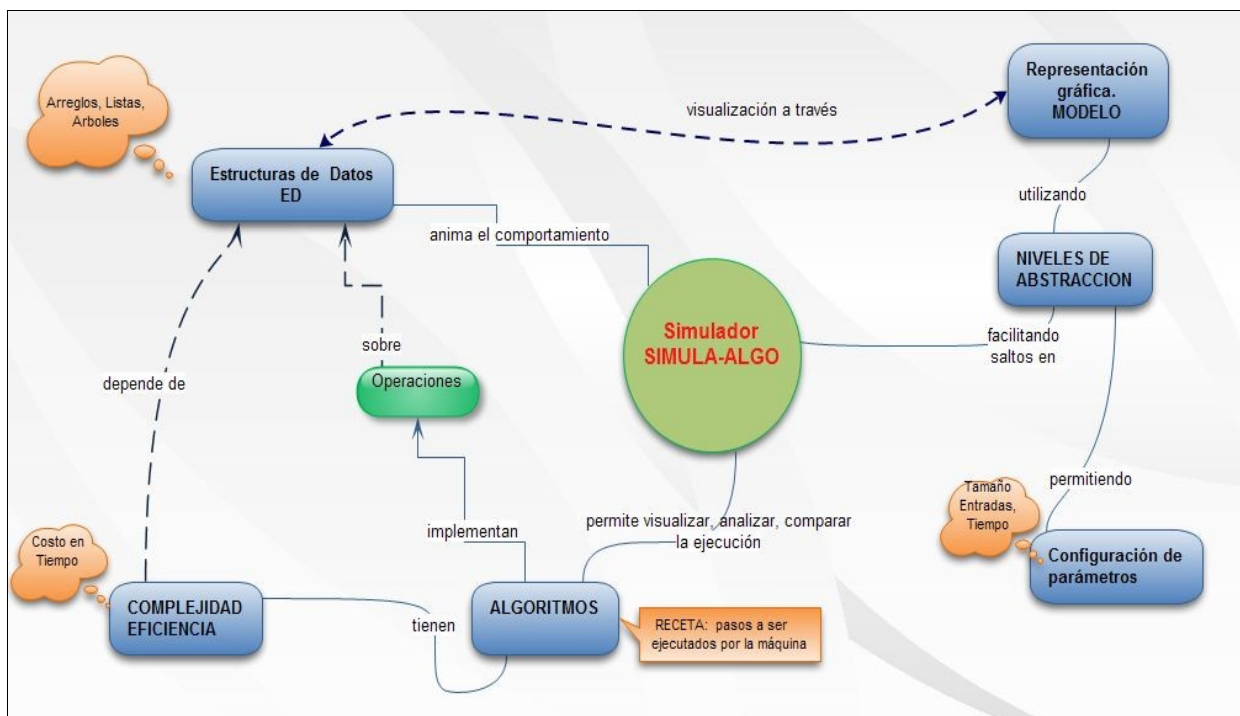 Arreglos, Listas,
Arboles
Estructuras de Datos
ED
visualización a través
Representación
gráfica.
MODELO
utilizando
NIVELES DE
ABSTRACCION
anima el comportamiento
Simulador
SIMULA-ALGO
facilitando
saltos en
sobre
Operaciones
depende de
permitiendo
Tamaño
Entradas,
Tiempo
Configuración de
parámetros
implementan
permite visualizar, analizar, comparar
la ejecución
Costo en
Tiempo
COMPLEJIDAD
EFICIENCIA
tienen
ALGORITMOS
RECETA: pasos a ser
ejecutados por la máquina